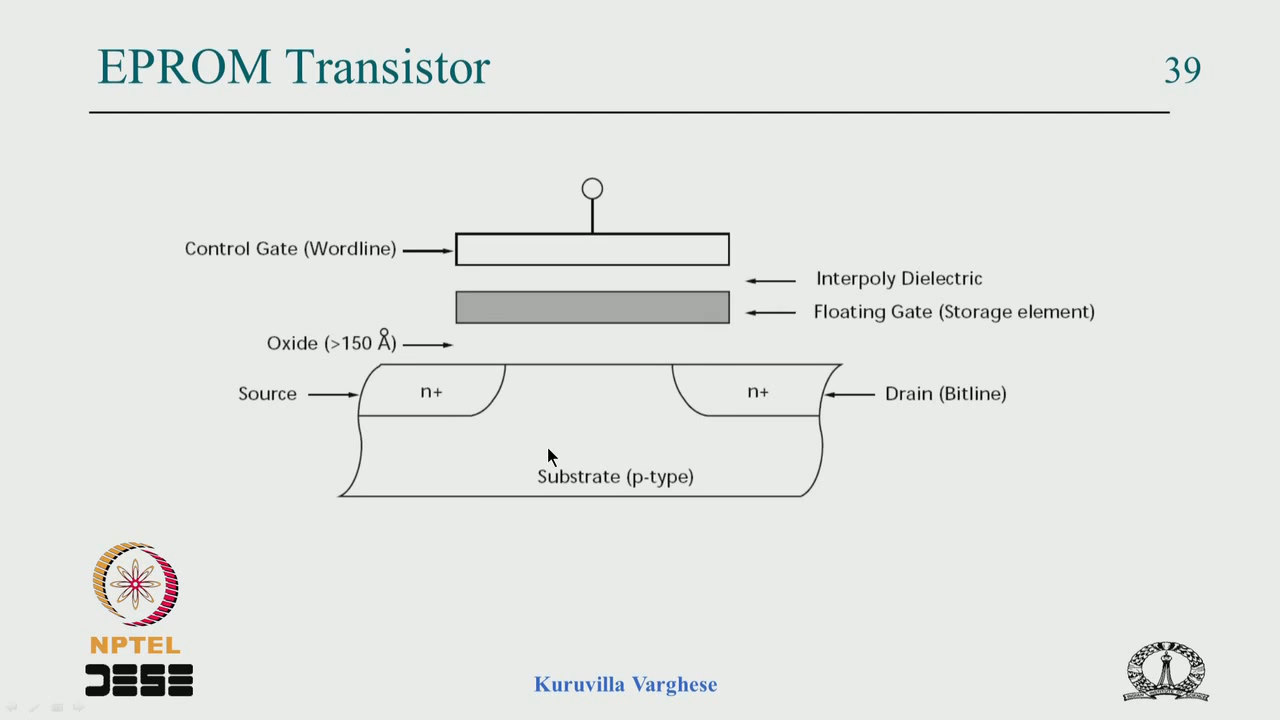 EPROM Transistor
39
Control Gate (Wordline)
Interpoly Dielectric
Floating Gate (Storage element)
Oxide (>150 Å)
Source
n+
n+
Drain (Bitline)
Substrate (p-type)
NPTEL
DESE
Kuruvilla Varghese